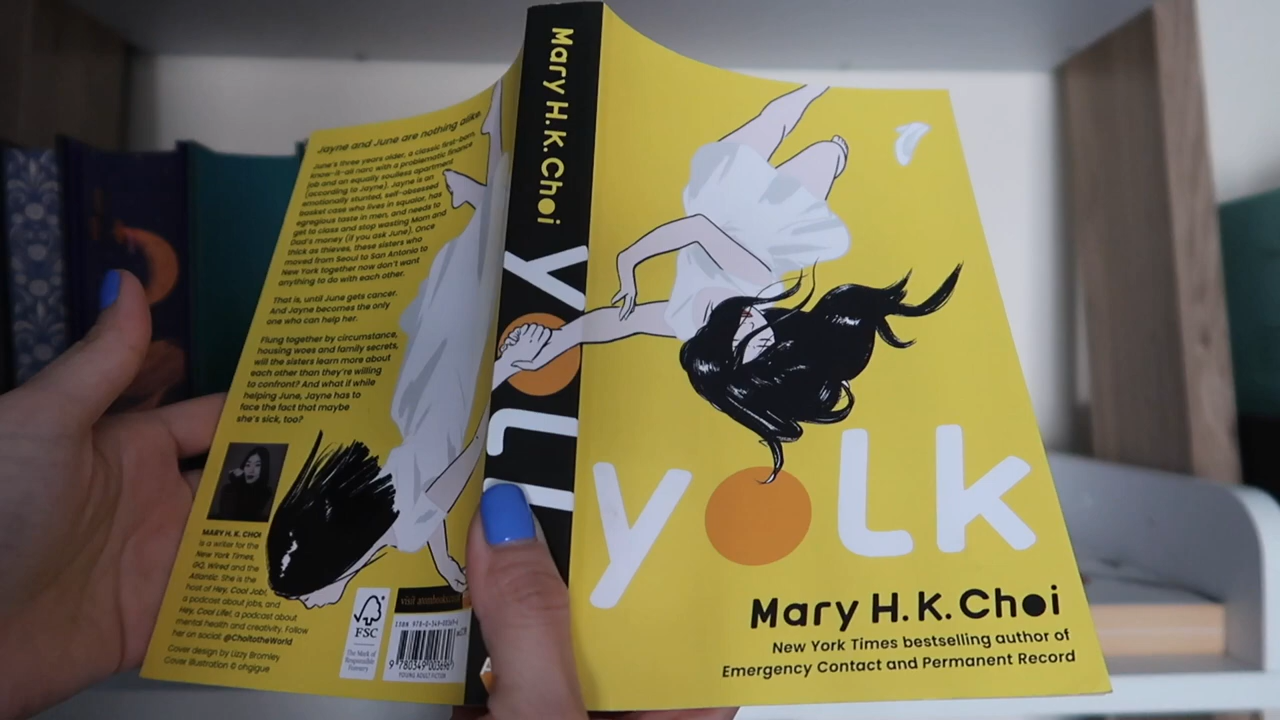 Jayne and June are nothing alike.
June's three years older, a classic first-born,
know-it-all narc with a problematic finance
job and an equally soulless apartment
(according to Jayne). Jayne is an
emotionally stunted, self-obsessed
basket case who lives in squalor, has
egregious taste in men, and needs to
get to class and stop wasting Mom and
Dad's money (if you ask June). Once
thick as thieves, these sisters who
moved from Seoul to San Antonio to
New York together now don't want
anything to do with each other.
That is, until June gets cancer.
And Jayne becomes the only
one who can help her.
Flung together by circumstance,
housing woes and family secrets,
will the sisters learn more about
each other than they're willing
to confront? And what if while
helping June, Jayne has to
face the fact that maybe
she's sick, too?
MARY H. K. CHOI
is a writer for the
New York Times,
GQ, Wired and the
Atlantic. She is the
host of Hey, Cool Job!,
a podcast about jobs, and
Hey, Cool Life!, a podcast about
mental health and creativity. Follow
her on social: @ChoitotheWorld
Cover design by Lizzy Bromley
Cover illustration © ohgigue
FSC
The Mark of
Responsible
Forestry
visit
9 780349 003696
YOUNG ADULT FICTION
Mary H.K.Choi
yolk
yolk
Mary H.K.Choi
New York Times bestselling author of
Emergency Contact and Permanent Record